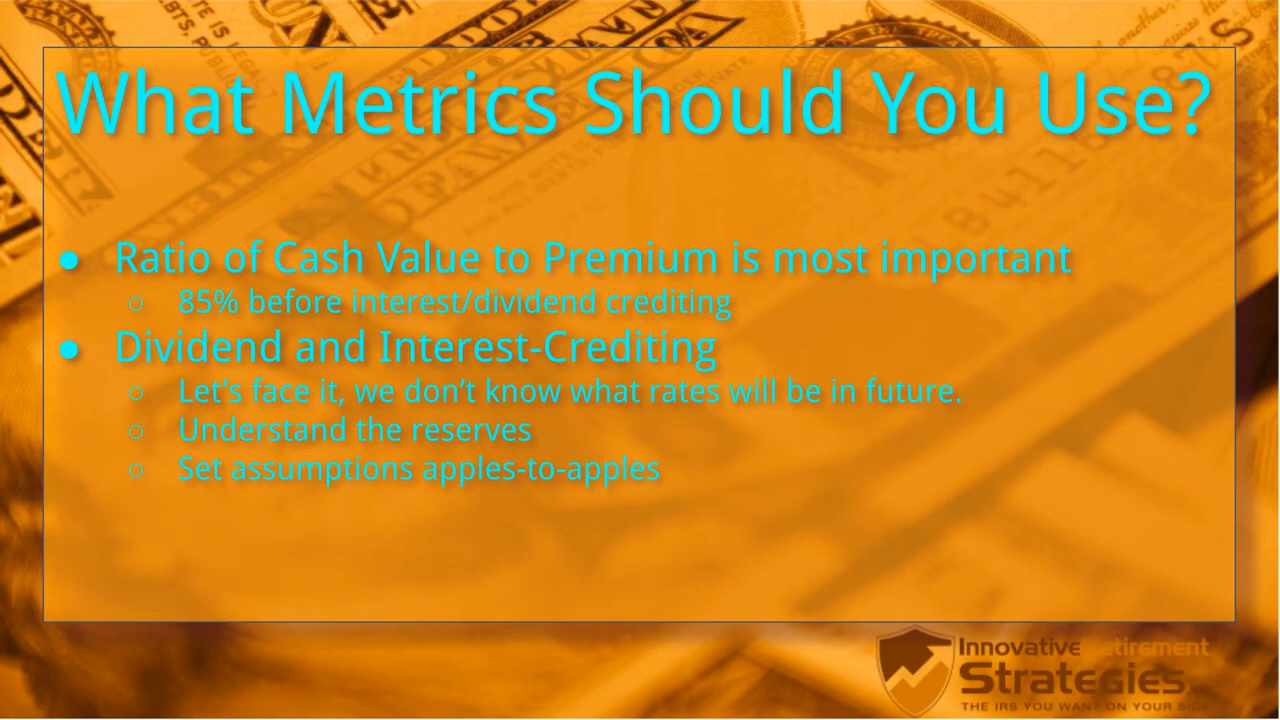 What Metrics Should You Use?
● Ratio of Cash Value to Premium is most important
○ 85% before interest/dividend crediting
● Dividend and Interest-Crediting
○ Let’s face it, we don’t know what rates will be in future.
○ Understand the reserves
○ Set assumptions apples-to-apples
Innovative Retirement
Strategies
THE IRS YOU WANT ON YOUR SIDE